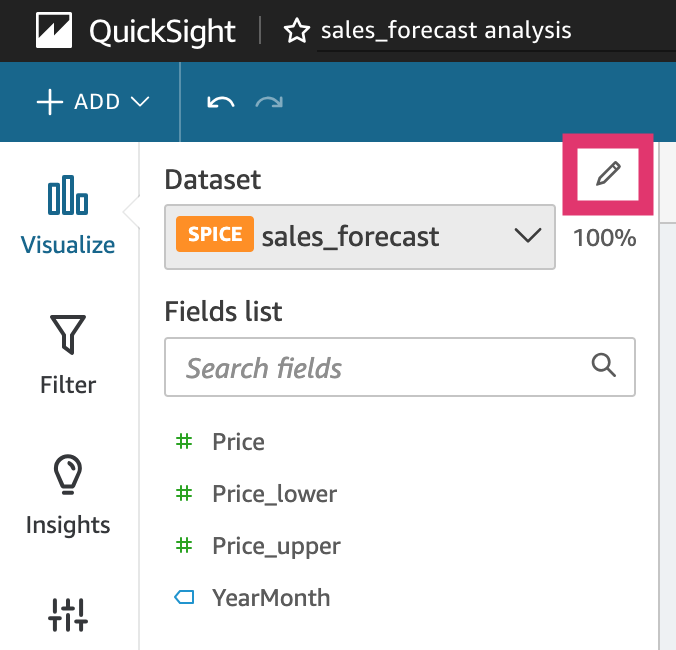 QuickSight
sales_forecast analysis
ADD
Visualize
Filter
Insights
Dataset
SPICE sales_forecast
100%
Fields list
Search fields
Price
Price_lower
Price_upper
YearMonth